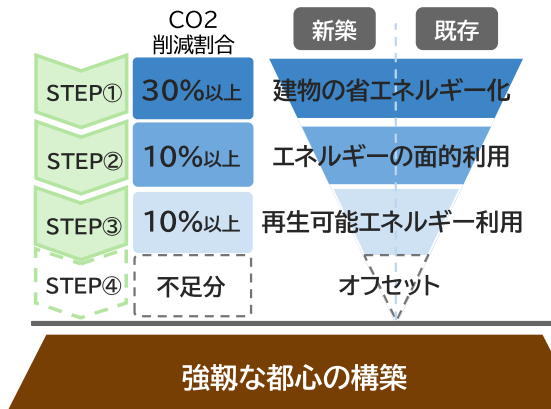 CO2
削減割合
新築
既存
STEP① 30%以上 建物の省エネルギー化
STEP② 10%以上 エネルギーの面的利用
STEP③ 10%以上 再生可能エネルギー利用
STEP④ 不足分 オフセット
強靱な都心の構築